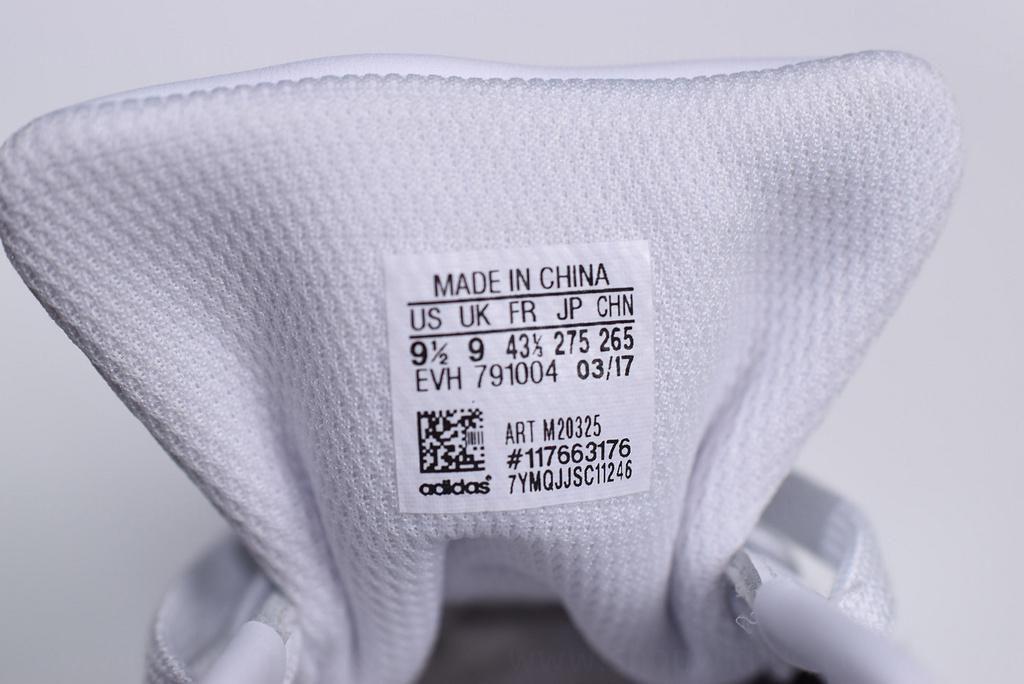 MADE IN CHINA
US UK FR JP CHN
9½ 9 43⅓ 275 265
EVH 791004 03/17
ART M20325
#117663176
7YMQJJSC11246
adidas